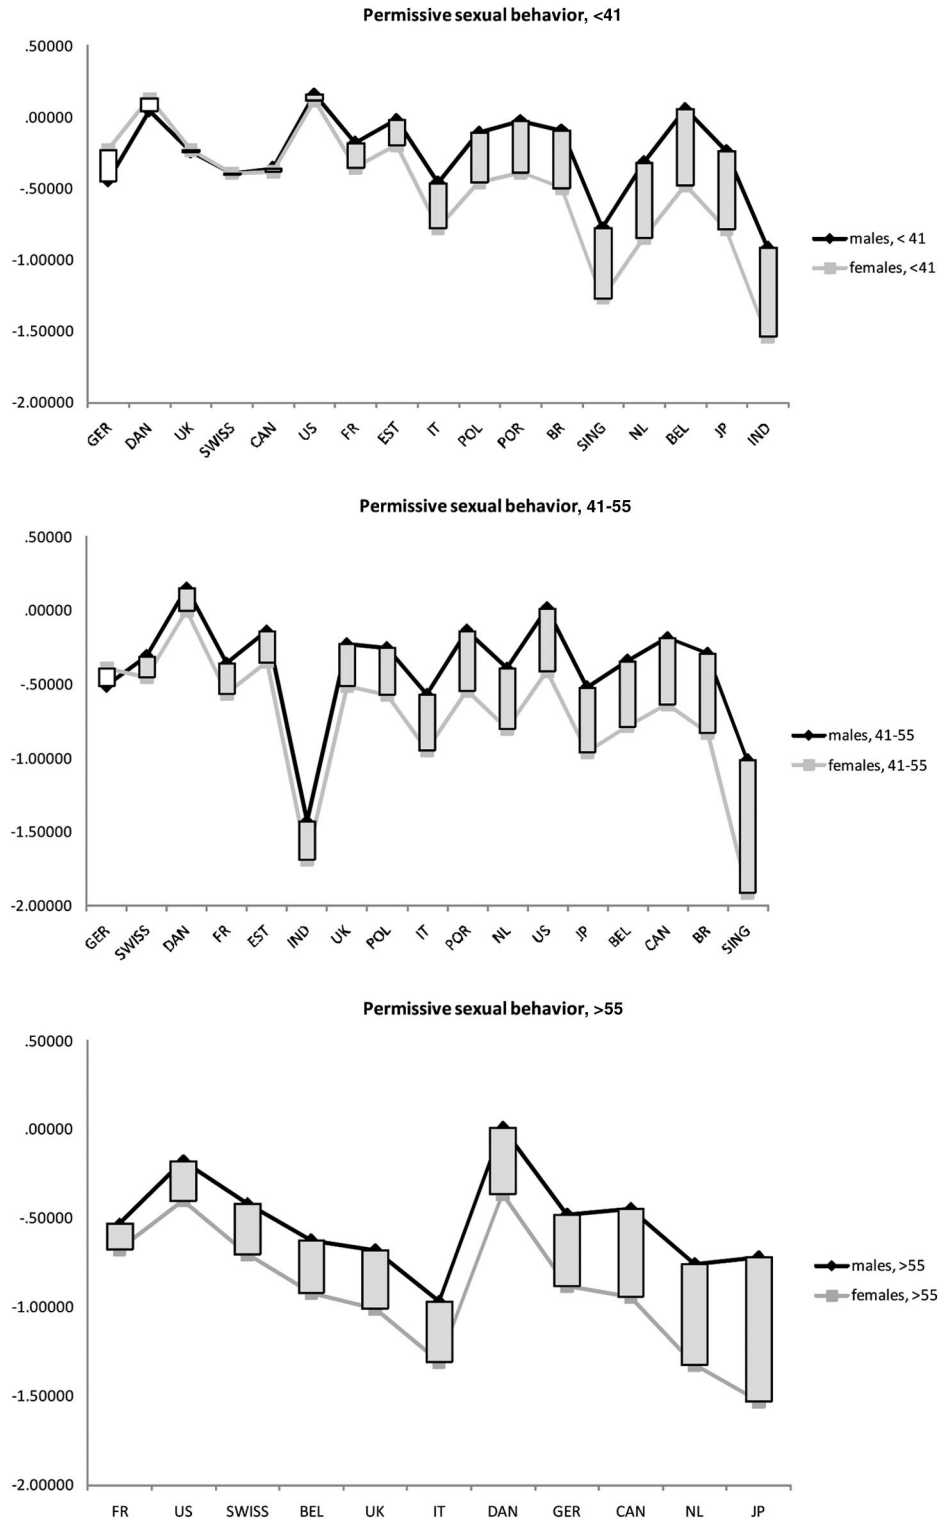 Permissive sexual behavior, <41
.50000
.00000
-.50000
-1.00000
-1.50000
-2.00000
GER DAN UK SWISS CAN US FR EST IT POL POR BR SING NL BEL JP IND
males, < 41
females, <41
Permissive sexual behavior, 41-55
.50000
.00000
-.50000
-1.00000
-1.50000
-2.00000
GER SWISS DAN FR EST IND UK POL IT POR NL US JP BEL CAN BR SING
males, 41-55
females, 41-55
Permissive sexual behavior, >55
.50000
.00000
-.50000
-1.00000
-1.50000
-2.00000
FR US SWISS BEL UK IT DAN GER CAN NL JP
males, >55
females, >55